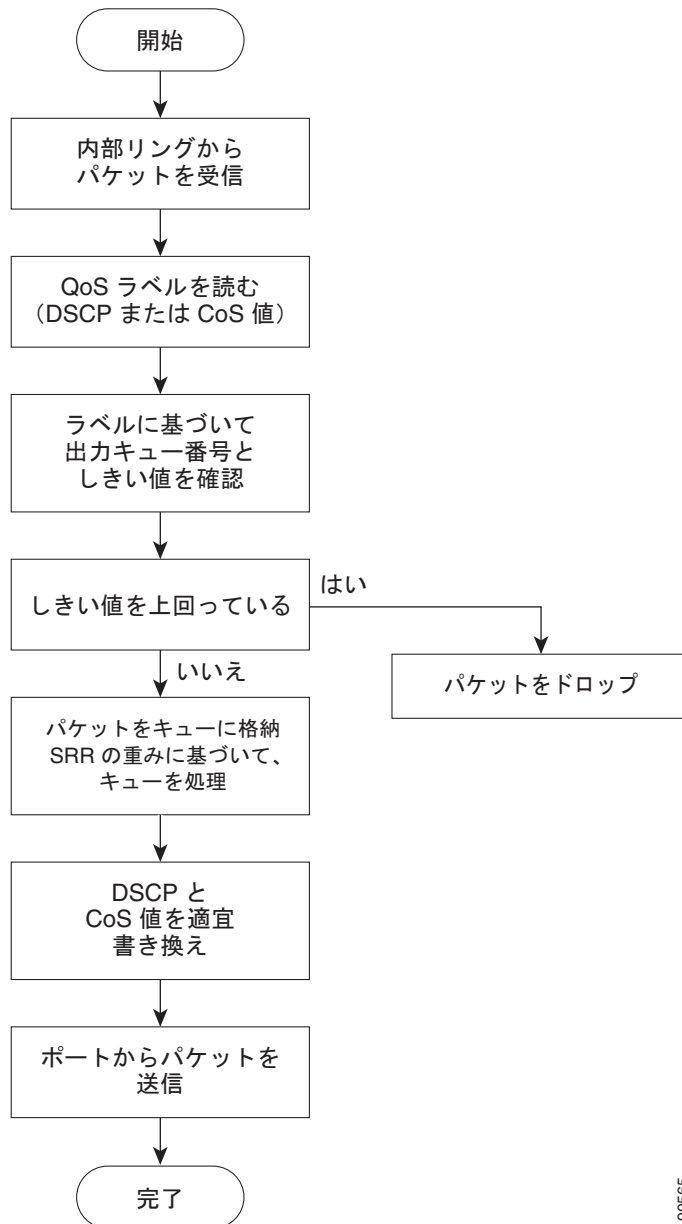 開始
内部リングから
パケットを受信
QoS ラベルを読む
（DSCP または CoS 値）
ラベルに基づいて
出力キュー番号と
しきい値を確認
しきい値を上回っている
はい
いいえ
パケットをドロップ
パケットをキューに格納
SRR の重みに基づいて、
キューを処理
DSCP と
CoS 値を適宜
書き換え
ポートからパケットを
送信
完了